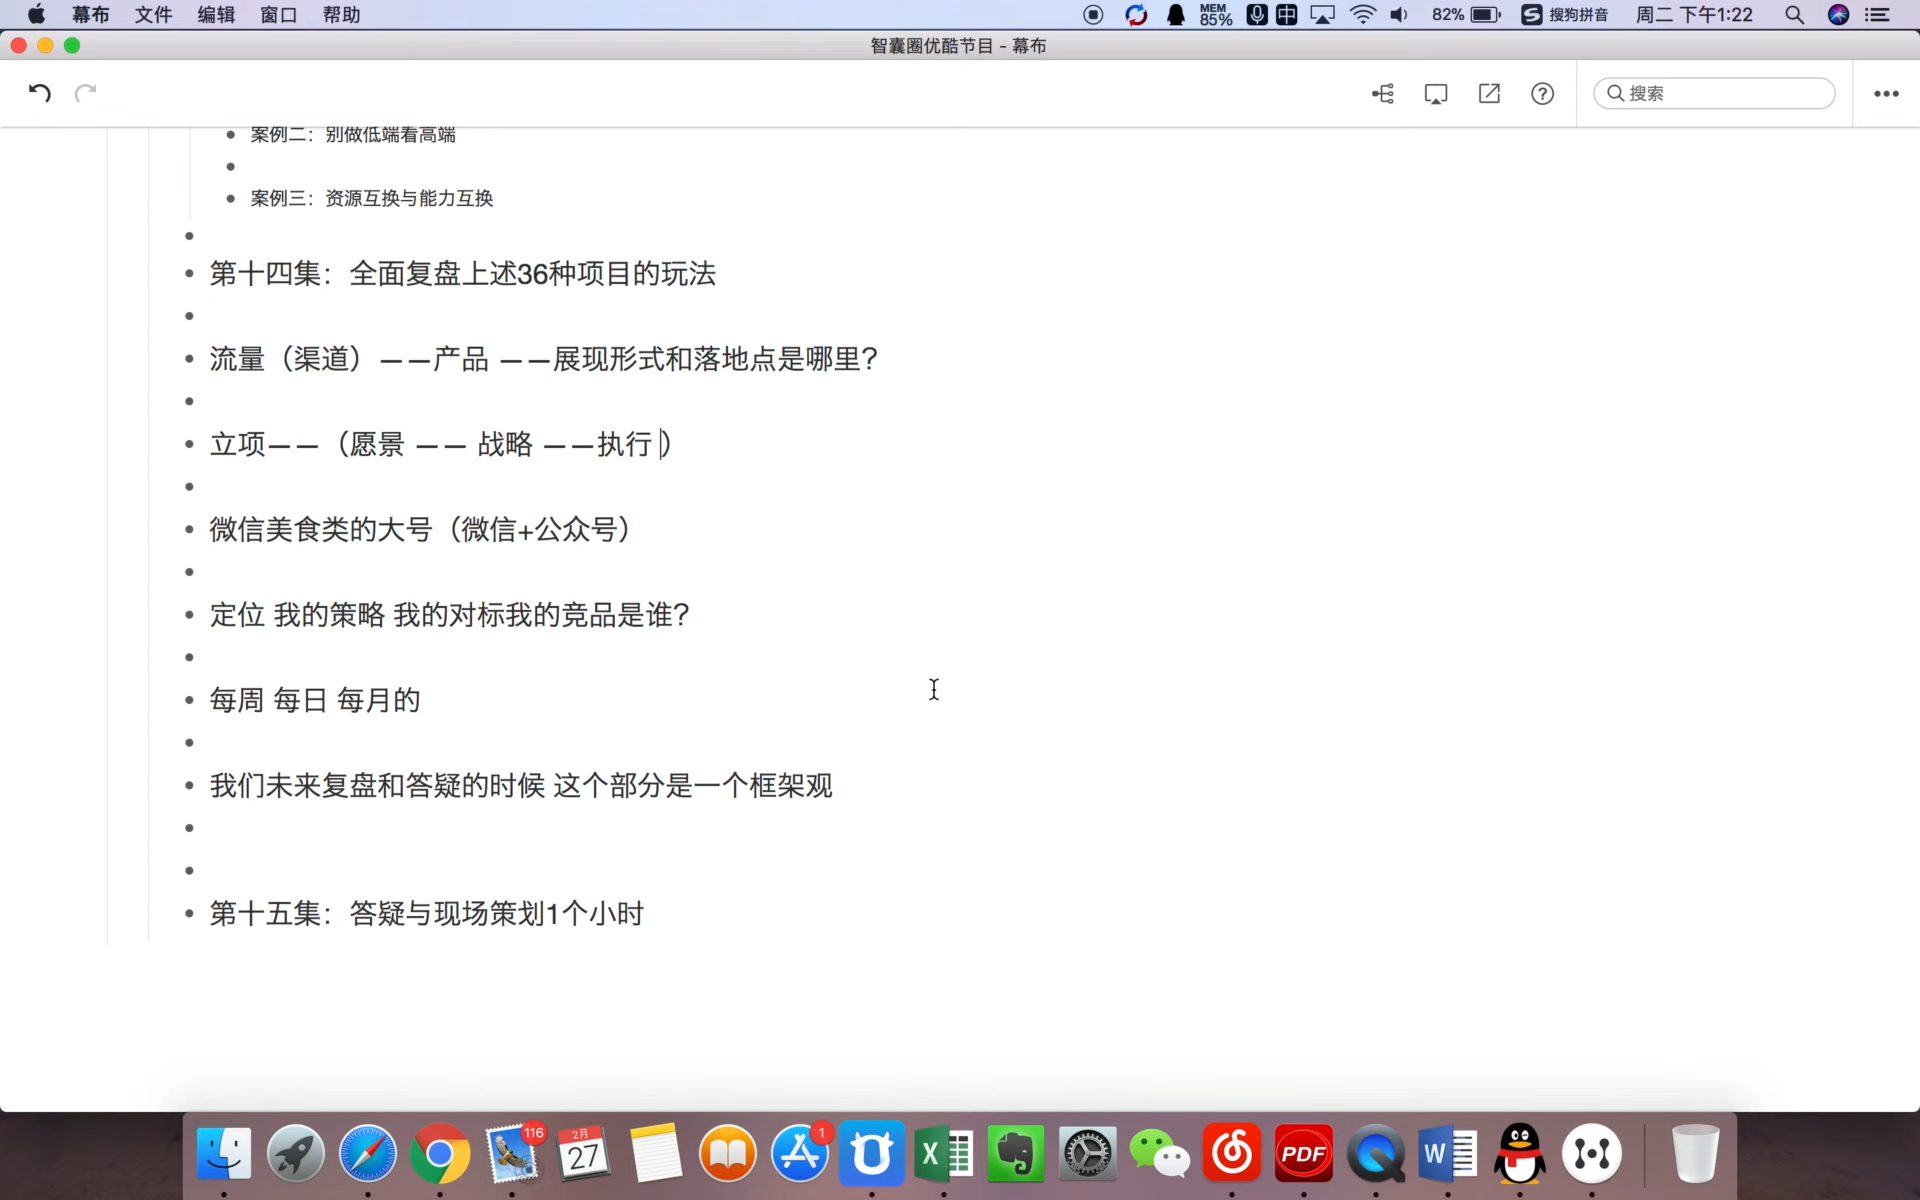 幕布 文件 编辑 窗口 帮助 MEM 85% 中 82% 搜狗拼音 周二 下午1:22
智囊圈优酷节目 - 幕布
搜索
案例二：别做低端看高端
案例三：资源互换与能力互换
第十四集：全面复盘上述36种项目的玩法
流量（渠道）——产品 ——展现形式和落地点是哪里？
立项——（愿景 —— 战略 ——执行 ）
微信美食类的大号（微信+公众号）
定位 我的策略 我的对标我的竞品是谁？
每周 每日 每月的
我们未来复盘和答疑的时候 这个部分是一个框架观
第十五集：答疑与现场策划1个小时
116
2月
27
1
PDF